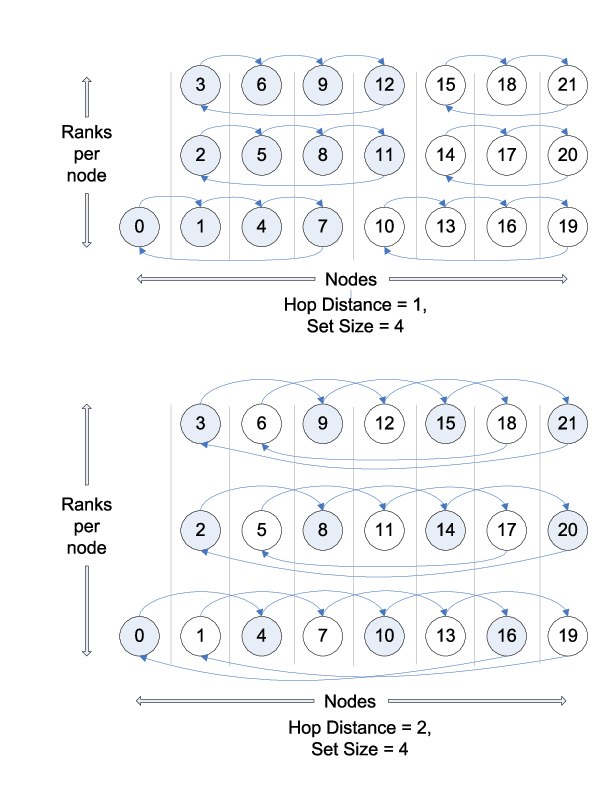 3 6 9 12 15 18 21
Ranks
per
node
2 5 8 11 14 17 20
0 1 4 7 10 13 16 19
Nodes
Hop Distance = 1,
Set Size = 4
3 6 9 12 15 18 21
Ranks
per
node
2 5 8 11 14 17 20
0 1 4 7 10 13 16 19
Nodes
Hop Distance = 2,
Set Size = 4